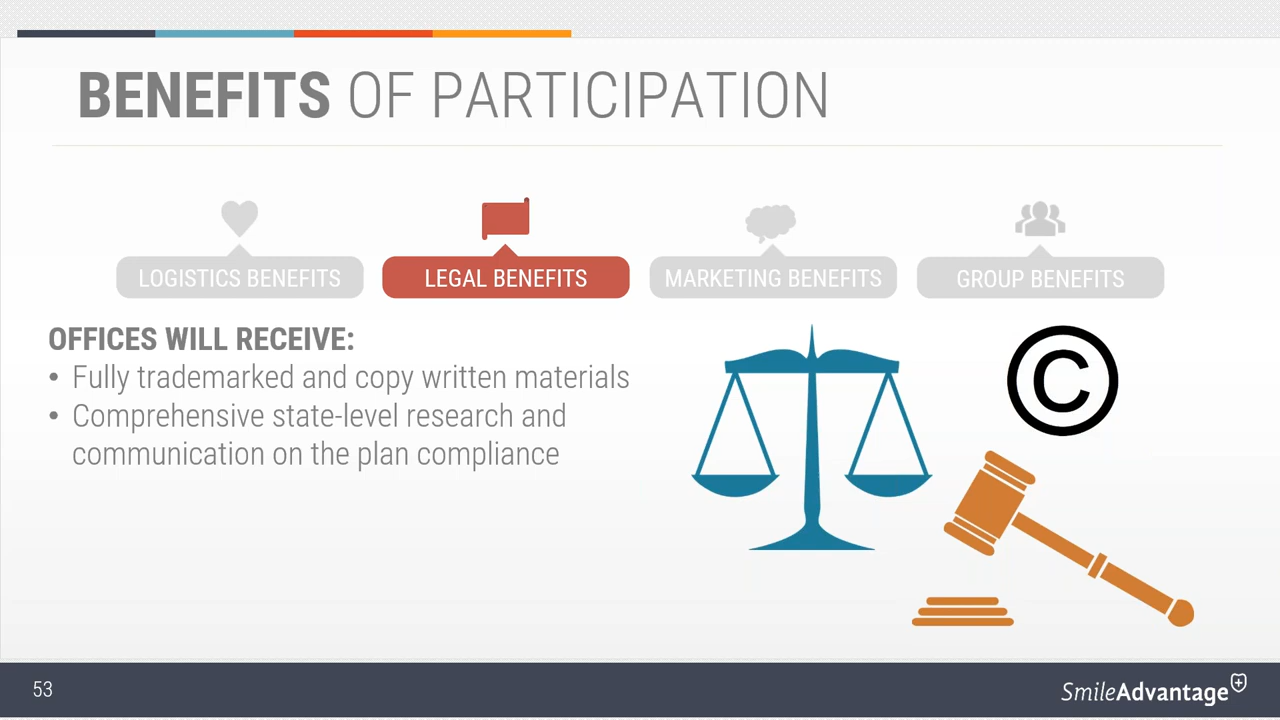 BENEFITS OF PARTICIPATION
LOGISTICS BENEFITS
LEGAL BENEFITS
MARKETING BENEFITS
GROUP BENEFITS
OFFICES WILL RECEIVE:
• Fully trademarked and copy written materials
• Comprehensive state-level research and
communication on the plan compliance
©
53
SmileAdvantage